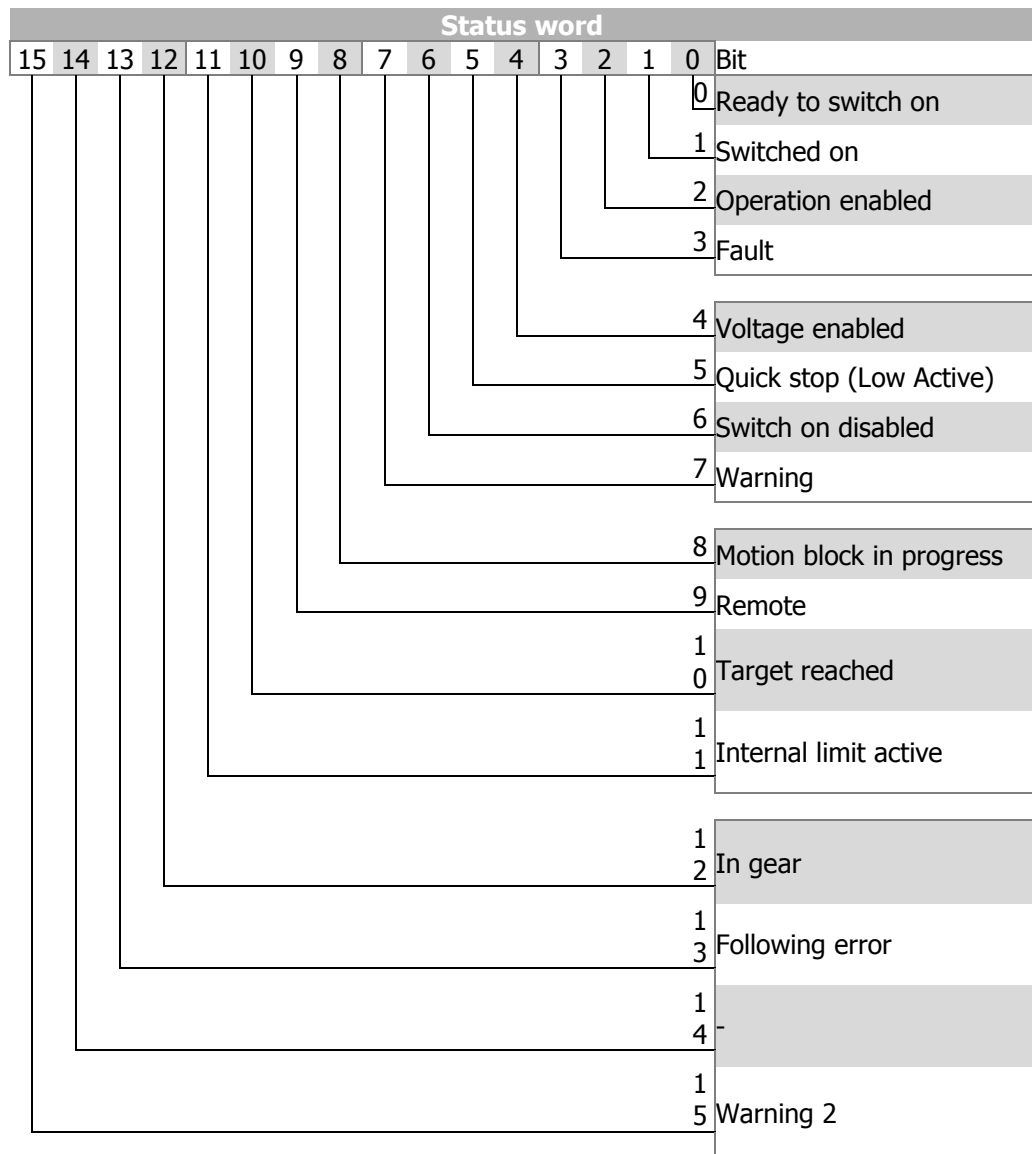 Status word
15 14 13 12 11 10 9 8 7 6 5 4 3 2 1 0 Bit
0 Ready to switch on
1 Switched on
2 Operation enabled
3 Fault
4 Voltage enabled
5 Quick stop (Low Active)
6 Switch on disabled
7 Warning
8 Motion block in progress
9 Remote
1
0 Target reached
1
1 Internal limit active
1
2 In gear
1
3 Following error
1
4 -
1
5 Warning 2